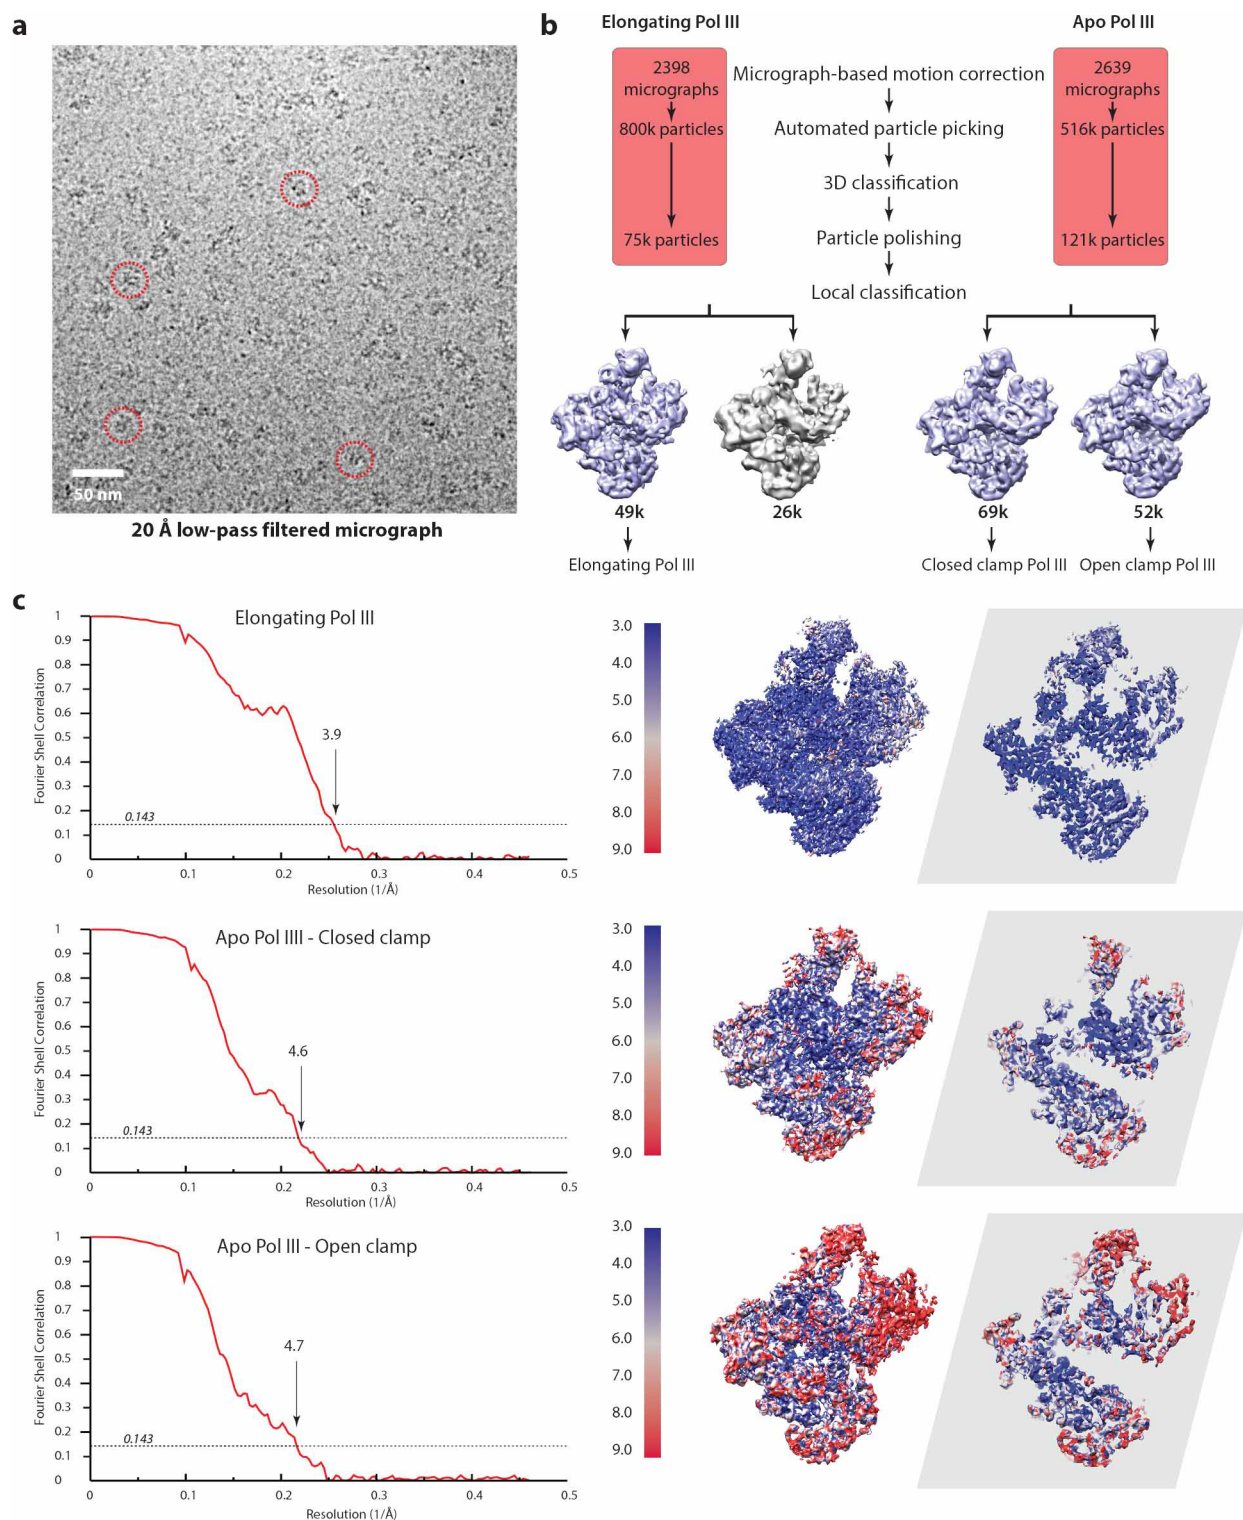 a
50 nm
20 Å low-pass filtered micrograph
b
Elongating Pol III
Apo Pol III
2398
micrographs
800k particles
75k particles
Micrograph-based motion correction
Automated particle picking
3D classification
Particle polishing
Local classification
2639
micrographs
516k particles
121k particles
49k
26k
69k
52k
Elongating Pol III
Closed clamp Pol III
Open clamp Pol III
c
Elongating Pol III
Fourier Shell Correlation
1
0.9
0.8
0.7
0.6
0.5
0.4
0.3
0.2
0.1
0
3.9
0.143
0 0.1 0.2 0.3 0.4 0.5
Resolution (1/Å)
3.0
4.0
5.0
6.0
7.0
8.0
9.0
Apo Pol IIII - Closed clamp
Fourier Shell Correlation
1
0.9
0.8
0.7
0.6
0.5
0.4
0.3
0.2
0.1
0
4.6
0.143
0 0.1 0.2 0.3 0.4 0.5
Resolution (1/Å)
3.0
4.0
5.0
6.0
7.0
8.0
9.0
Apo Pol III - Open clamp
Fourier Shell Correlation
1
0.9
0.8
0.7
0.6
0.5
0.4
0.3
0.2
0.1
0
4.7
0.143
0 0.1 0.2 0.3 0.4 0.5
Resolution (1/Å)
3.0
4.0
5.0
6.0
7.0
8.0
9.0